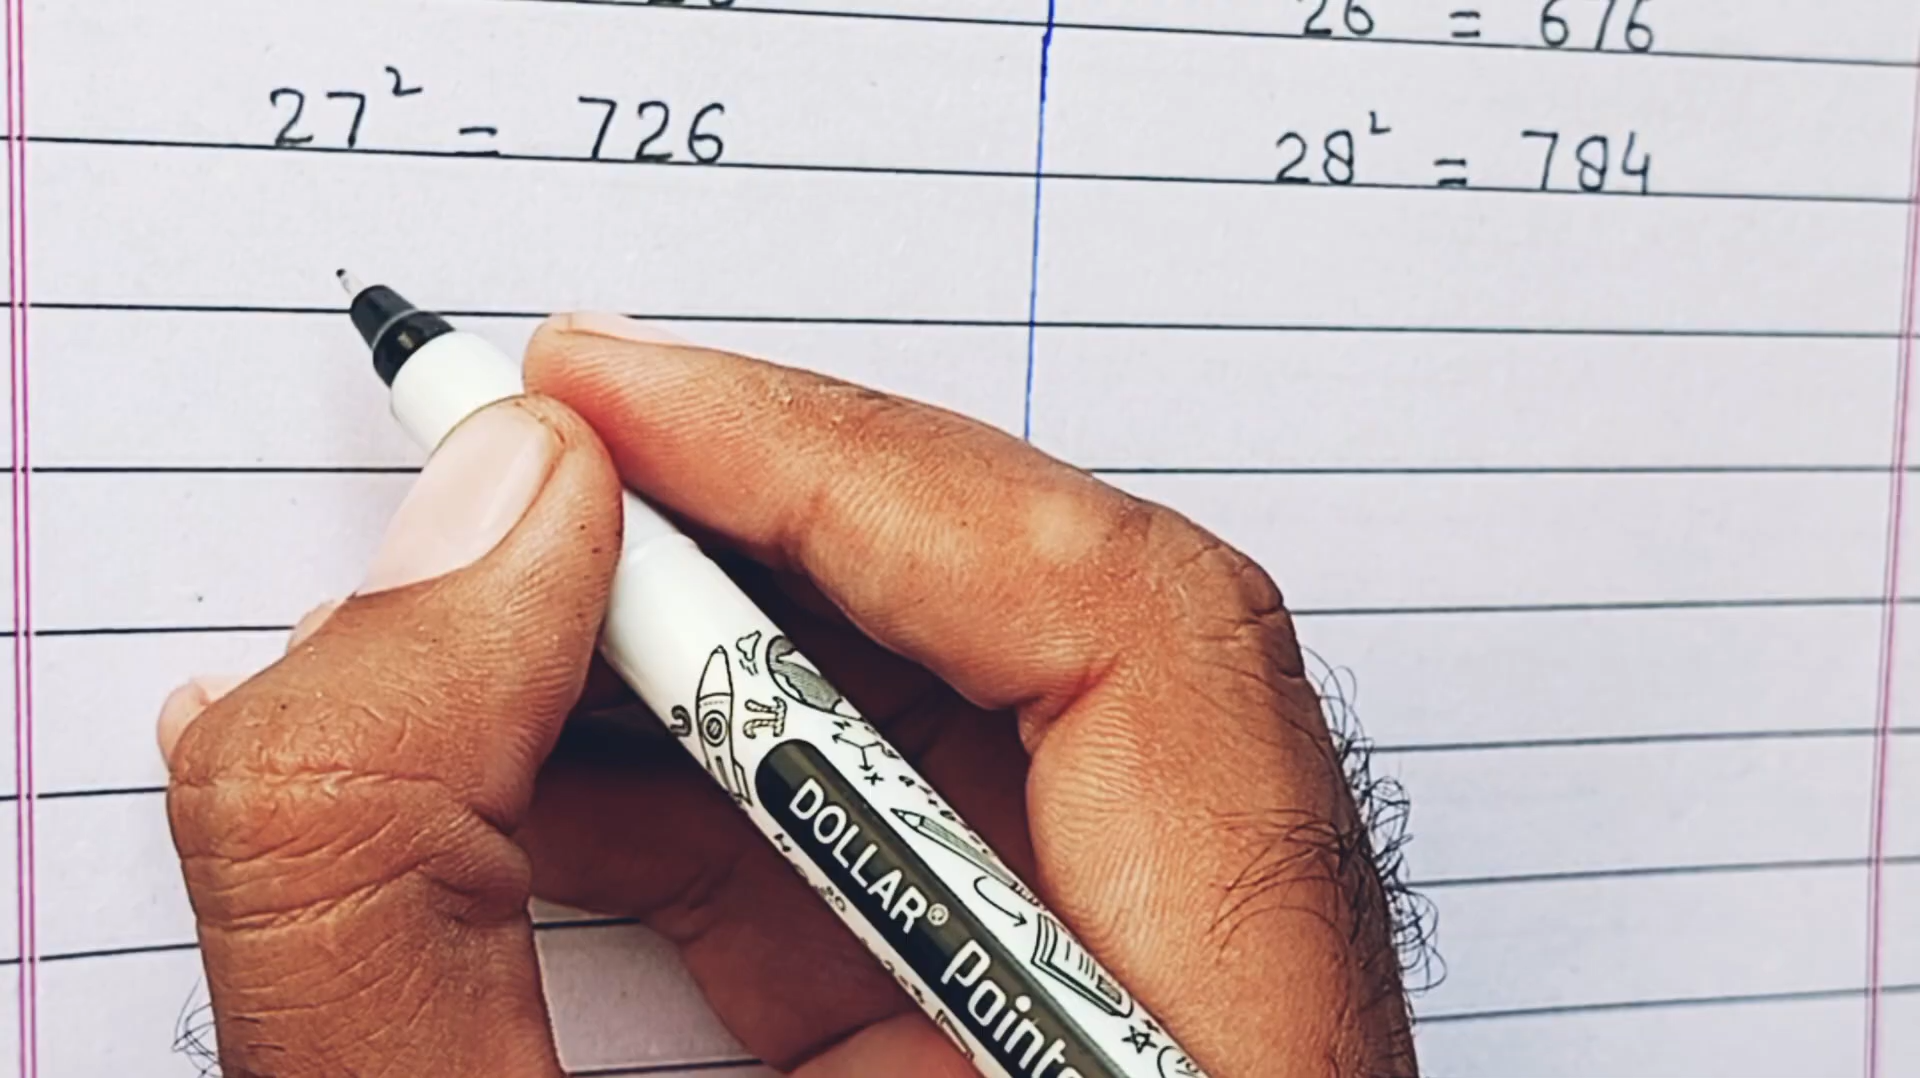 26 = 676
27² = 726
28² = 784
DOLLAR® Pointe